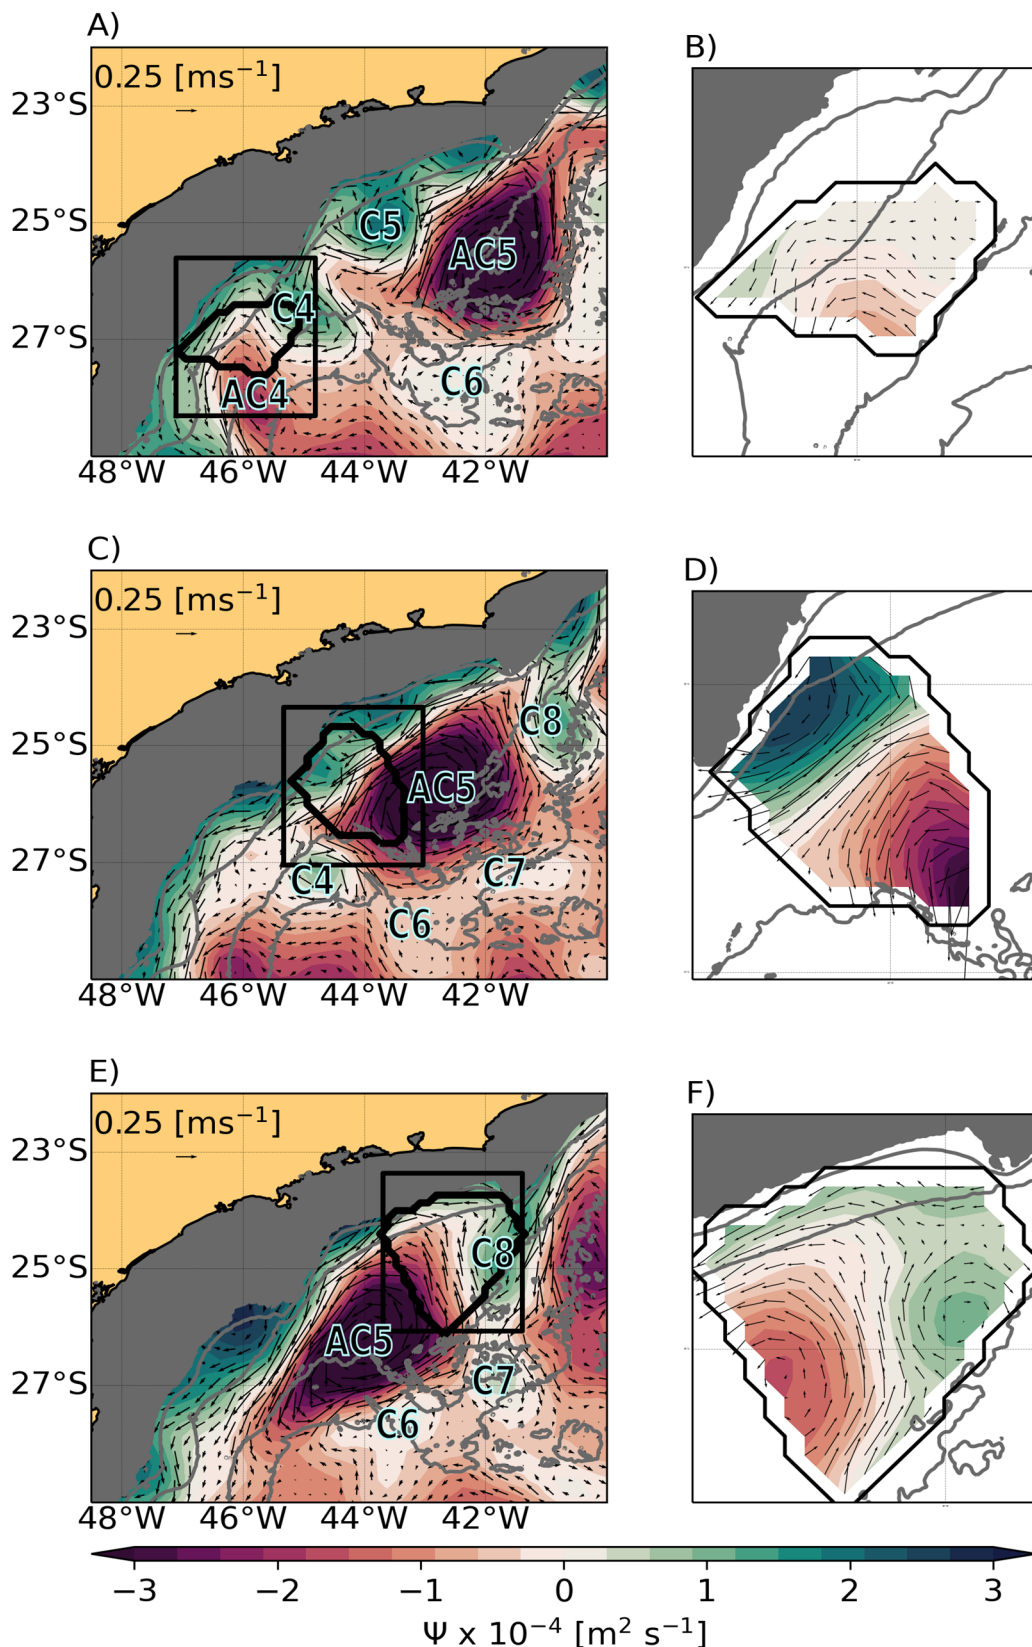 A)
B)
0.25 [ms⁻¹]
23°S
25°S
27°S
C5
AC5
C4
AC4
C6
48°W 46°W 44°W 42°W
C)
D)
0.25 [ms⁻¹]
23°S
25°S
27°S
C8
AC5
C4
C7
C6
48°W 46°W 44°W 42°W
E)
F)
0.25 [ms⁻¹]
23°S
25°S
27°S
C8
AC5
C7
C6
48°W 46°W 44°W 42°W
−3 −2 −1 0 1 2 3
Ψ x 10⁻⁴ [m² s⁻¹]